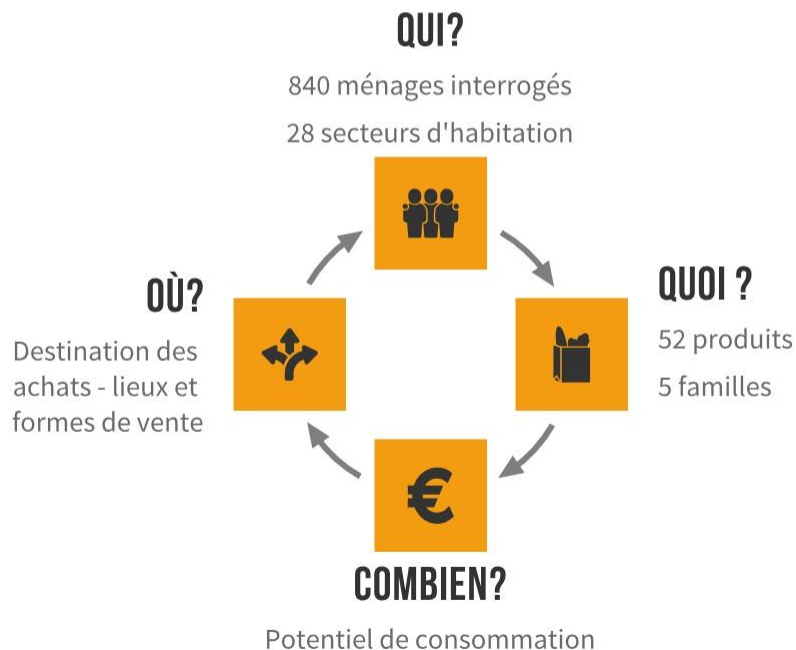 QUI?
840 ménages interrogés
28 secteurs d'habitation
QUOI ?
52 produits
5 familles
COMBIEN?
Potentiel de consommation
OÙ?
Destination des
achats - lieux et
formes de vente